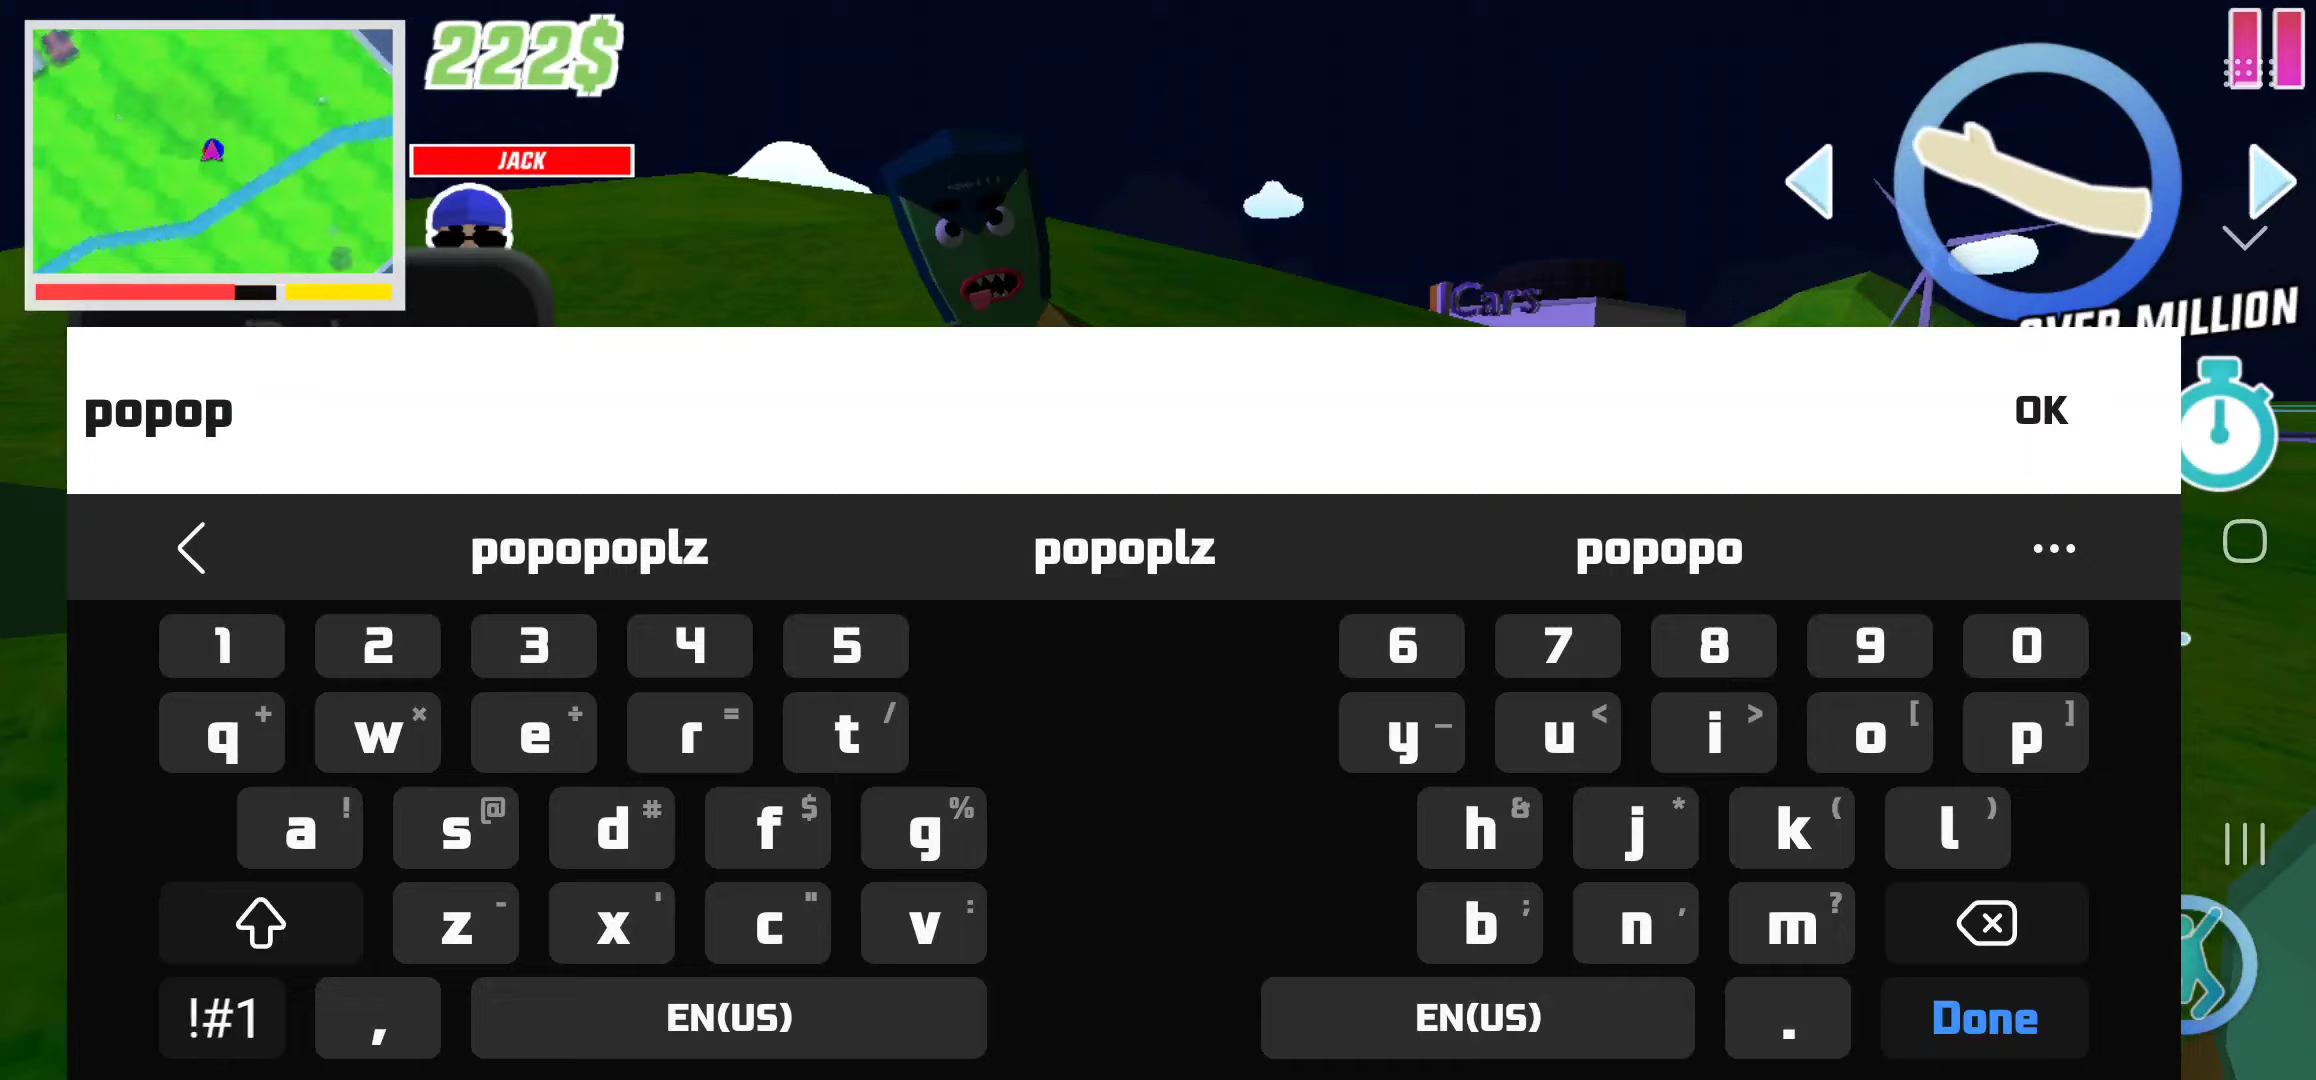 222$
JACK
Cars
OVER MILLION
popop
OK
popopoplz
popoplz
popopo
...
1 2 3 4 5 6 7 8 9 0
q + w × e ÷ r = t / y _ u < i > o [ p ]
a ! s @ d # f $ g % h & j * k ( l )
z - x ' c " v : b ; n , m ?
!#1 , EN(US) EN(US) . Done